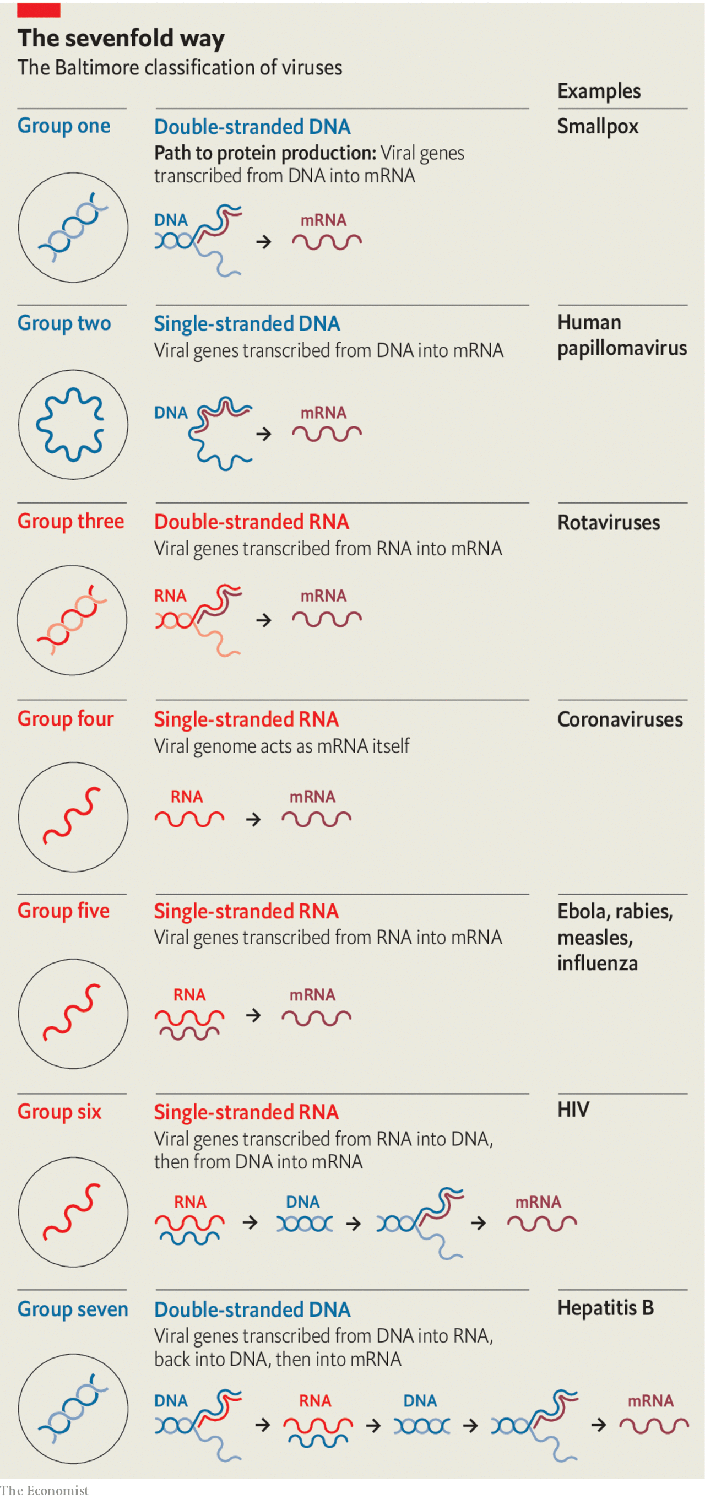 The sevenfold way
The Baltimore classification of viruses
Examples
Group one
Double-stranded DNA
Smallpox
Path to protein production: Viral genes
transcribed from DNA into mRNA
DNA
mRNA
Group two
Single-stranded DNA
Human
papillomavirus
Viral genes transcribed from DNA into mRNA
DNA
mRNA
Group three
Double-stranded RNA
Rotaviruses
Viral genes transcribed from RNA into mRNA
RNA
mRNA
Group four
Single-stranded RNA
Coronaviruses
Viral genome acts as mRNA itself
RNA
mRNA
Group five
Single-stranded RNA
Ebola, rabies,
measles,
influenza
Viral genes transcribed from RNA into mRNA
RNA
mRNA
Group six
Single-stranded RNA
HIV
Viral genes transcribed from RNA into DNA,
then from DNA into mRNA
RNA
DNA
mRNA
Group seven
Double-stranded DNA
Hepatitis B
Viral genes transcribed from DNA into RNA,
back into DNA, then into mRNA
DNA
RNA
DNA
mRNA
The Economist